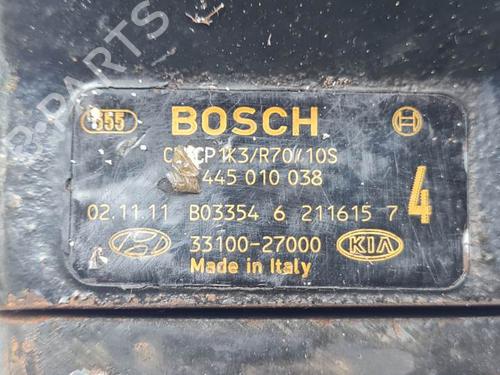 PARTS
555 BOSCH
CP1K3/R70/10S
445 010 038
02.11.11 B03354 6 211615 7 4
33100-27000 KIA
Made in Italy